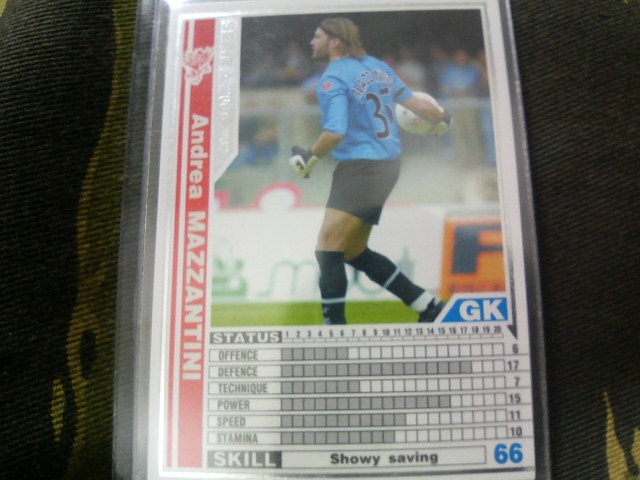 Andrea MAZZANTINI
35
GK
STATUS 1 2 3 4 5 6 7 8 9 10 11 12 13 14 15 16 17 18 19 20
OFFENCE 6
DEFENCE 17
TECHNIQUE 7
POWER 15
SPEED 11
STAMINA 10
SKILL Showy saving 66